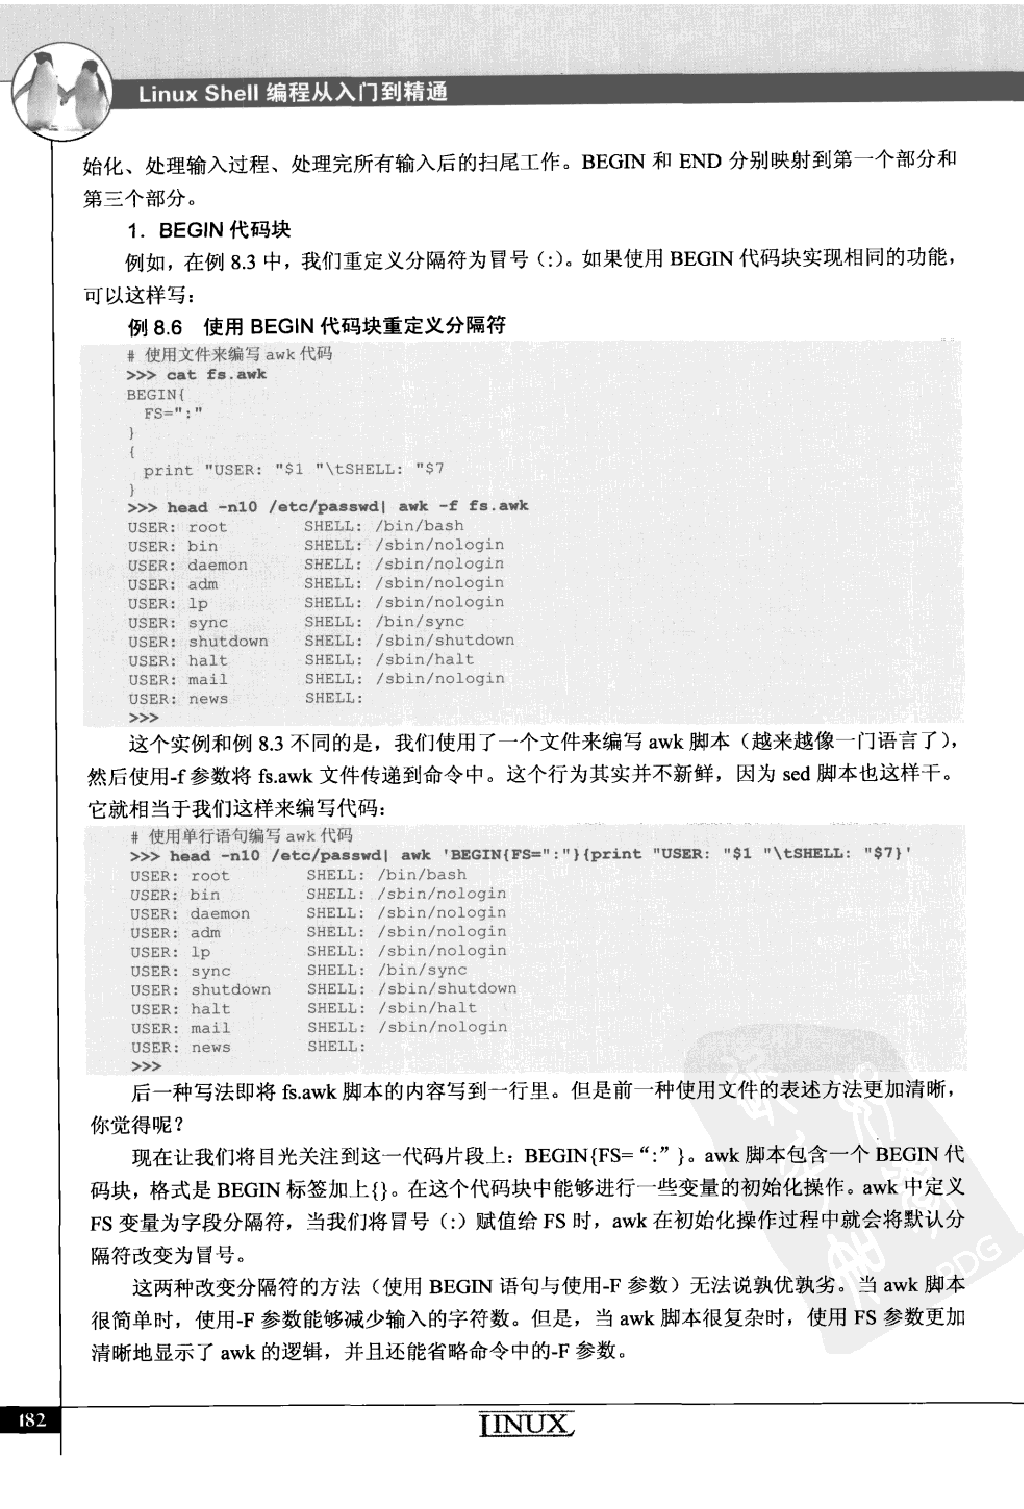 Linux Shell 编程从入门到精通
始化、处理输入过程、处理完所有输入后的扫尾工作。BEGIN 和 END 分别映射到第一个部分和
第三个部分。
1．BEGIN 代码块
例如，在例 8.3 中，我们重定义分隔符为冒号（:）。如果使用 BEGIN 代码块实现相同的功能，
可以这样写：
例 8.6 使用 BEGIN 代码块重定义分隔符
# 使用文件来编写 awk 代码
>>> cat fs.awk
BEGIN{
FS=":"
}
{
print "USER: "$1 "\tSHELL: "$7
}
>>> head -n10 /etc/passwd| awk -f fs.awk
USER: root SHELL: /bin/bash
USER: bin SHELL: /sbin/nologin
USER: daemon SHELL: /sbin/nologin
USER: adm SHELL: /sbin/nologin
USER: lp SHELL: /sbin/nologin
USER: sync SHELL: /bin/sync
USER: shutdown SHELL: /sbin/shutdown
USER: halt SHELL: /sbin/halt
USER: mail SHELL: /sbin/nologin
USER: news SHELL:
>>>
这个实例和例 8.3 不同的是，我们使用了一个文件来编写 awk 脚本（越来越像一门语言了），
然后使用-f 参数将 fs.awk 文件传递到命令中。这个行为其实并不新鲜，因为 sed 脚本也这样干。
它就相当于我们这样来编写代码：
# 使用单行语句编写 awk 代码
>>> head -n10 /etc/passwd| awk 'BEGIN{FS=":"}{print "USER: "$1 "\tSHELL: "$7}'
USER: root SHELL: /bin/bash
USER: bin SHELL: /sbin/nologin
USER: daemon SHELL: /sbin/nologin
USER: adm SHELL: /sbin/nologin
USER: lp SHELL: /sbin/nologin
USER: sync SHELL: /bin/sync
USER: shutdown SHELL: /sbin/shutdown
USER: halt SHELL: /sbin/halt
USER: mail SHELL: /sbin/nologin
USER: news SHELL:
>>>
后一种写法即将 fs.awk 脚本的内容写到一行里。但是前一种使用文件的表述方法更加清晰，
你觉得呢？
现在让我们将目光关注到这一代码片段上：BEGIN{FS= “:” }。awk 脚本包含一个 BEGIN 代
码块，格式是 BEGIN 标签加上{}。在这个代码块中能够进行一些变量的初始化操作。awk 中定义
FS 变量为字段分隔符，当我们将冒号（:）赋值给 FS 时，awk 在初始化操作过程中就会将默认分
隔符改变为冒号。
这两种改变分隔符的方法（使用 BEGIN 语句与使用-F 参数）无法说孰优孰劣。当 awk 脚本
很简单时，使用-F 参数能够减少输入的字符数。但是，当 awk 脚本很复杂时，使用 FS 参数更加
清晰地显示了 awk 的逻辑，并且还能省略命令中的-F 参数。
PDG
182
LINUX